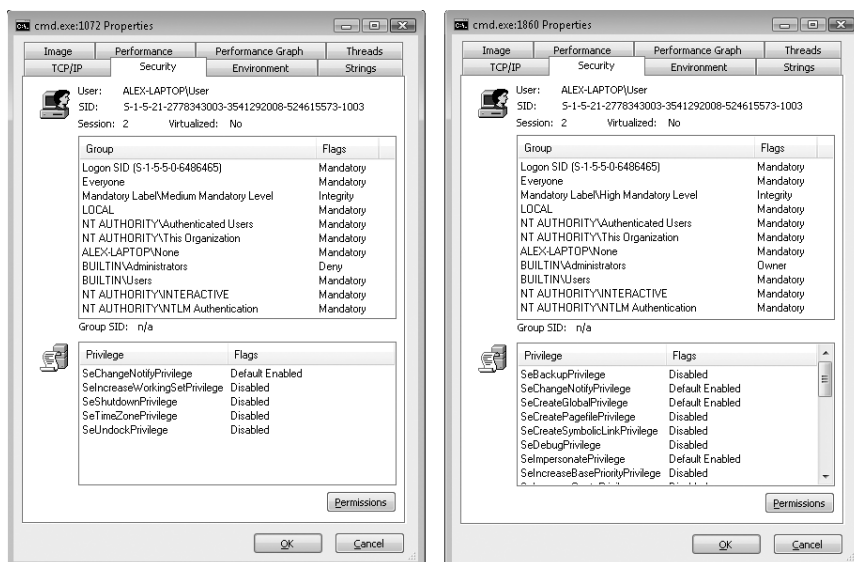 cmd.exe:1072 Properties
Image Performance Performance Graph Threads
TCP/IP Security Environment Strings
User: ALEX-LAPTOP\User
SID: S-1-5-21-2778343003-3541292008-524615573-1003
Session: 2 Virtualized: No
Group Flags
Logon SID (S-1-5-5-0-6486465) Mandatory
Everyone Mandatory
Mandatory Label\Medium Mandatory Level Integrity
LOCAL Mandatory
NT AUTHORITY\Authenticated Users Mandatory
NT AUTHORITY\This Organization Mandatory
ALEX-LAPTOP\None Mandatory
BUILTIN\Administrators Deny
BUILTIN\Users Mandatory
NT AUTHORITY\INTERACTIVE Mandatory
NT AUTHORITY\NTLM Authentication Mandatory
Group SID: n/a
Privilege Flags
SeChangeNotifyPrivilege Default Enabled
SeIncreaseWorkingSetPrivilege Disabled
SeShutdownPrivilege Disabled
SeTimeZonePrivilege Disabled
SeUndockPrivilege Disabled
Permissions
OK Cancel
cmd.exe:1860 Properties
Image Performance Performance Graph Threads
TCP/IP Security Environment Strings
User: ALEX-LAPTOP\User
SID: S-1-5-21-2778343003-3541292008-524615573-1003
Session: 2 Virtualized: No
Group Flags
Logon SID (S-1-5-5-0-6486465) Mandatory
Everyone Mandatory
Mandatory Label\High Mandatory Level Integrity
LOCAL Mandatory
NT AUTHORITY\Authenticated Users Mandatory
NT AUTHORITY\This Organization Mandatory
ALEX-LAPTOP\None Mandatory
BUILTIN\Administrators Owner
BUILTIN\Users Mandatory
NT AUTHORITY\INTERACTIVE Mandatory
NT AUTHORITY\NTLM Authentication Mandatory
Group SID: n/a
Privilege Flags
SeBackupPrivilege Disabled
SeChangeNotifyPrivilege Default Enabled
SeCreateGlobalPrivilege Default Enabled
SeCreatePagefilePrivilege Disabled
SeCreateSymbolicLinkPrivilege Disabled
SeDebugPrivilege Disabled
SeImpersonatePrivilege Default Enabled
SeIncreaseBasePriorityPrivilege Disabled
Permissions
OK Cancel